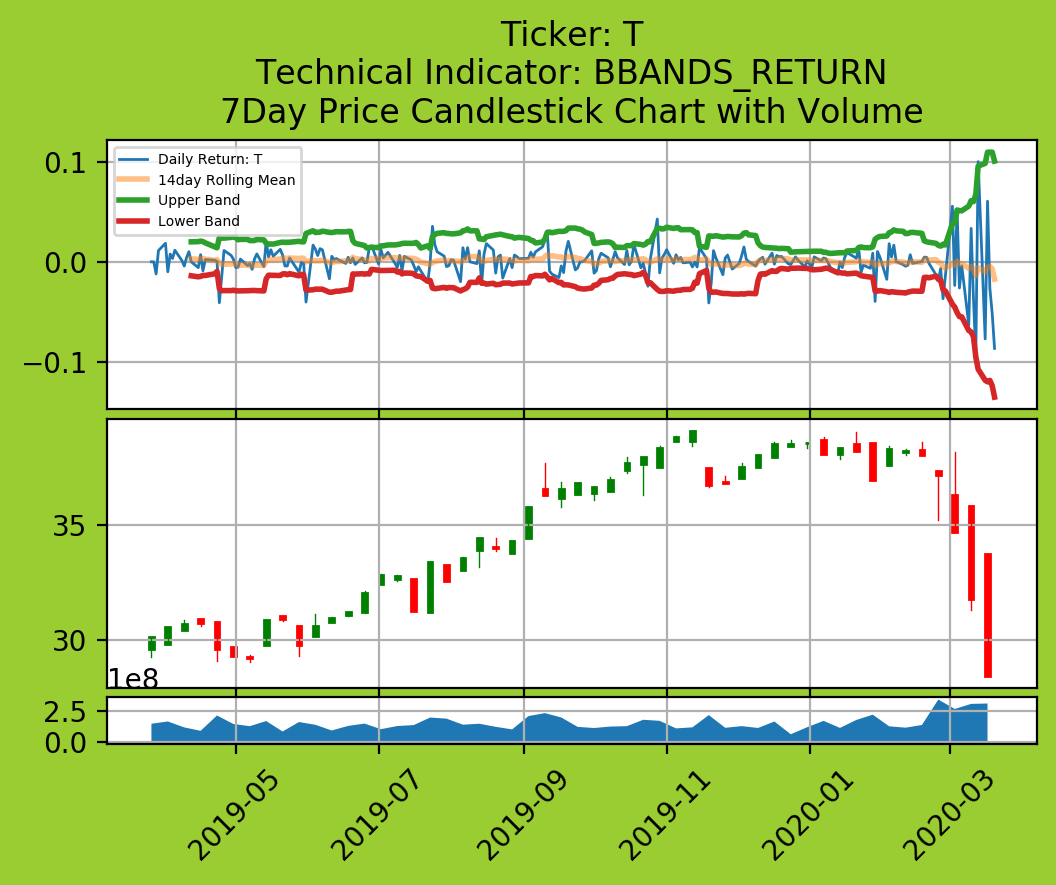 Ticker: T
Technical Indicator: BBANDS_RETURN
7Day Price Candlestick Chart with Volume
0.1
0.0
−0.1
Daily Return: T
14day Rolling Mean
Upper Band
Lower Band
35
30
1e8
2.5
0.0
2019-05
2019-07
2019-09
2019-11
2020-01
2020-03